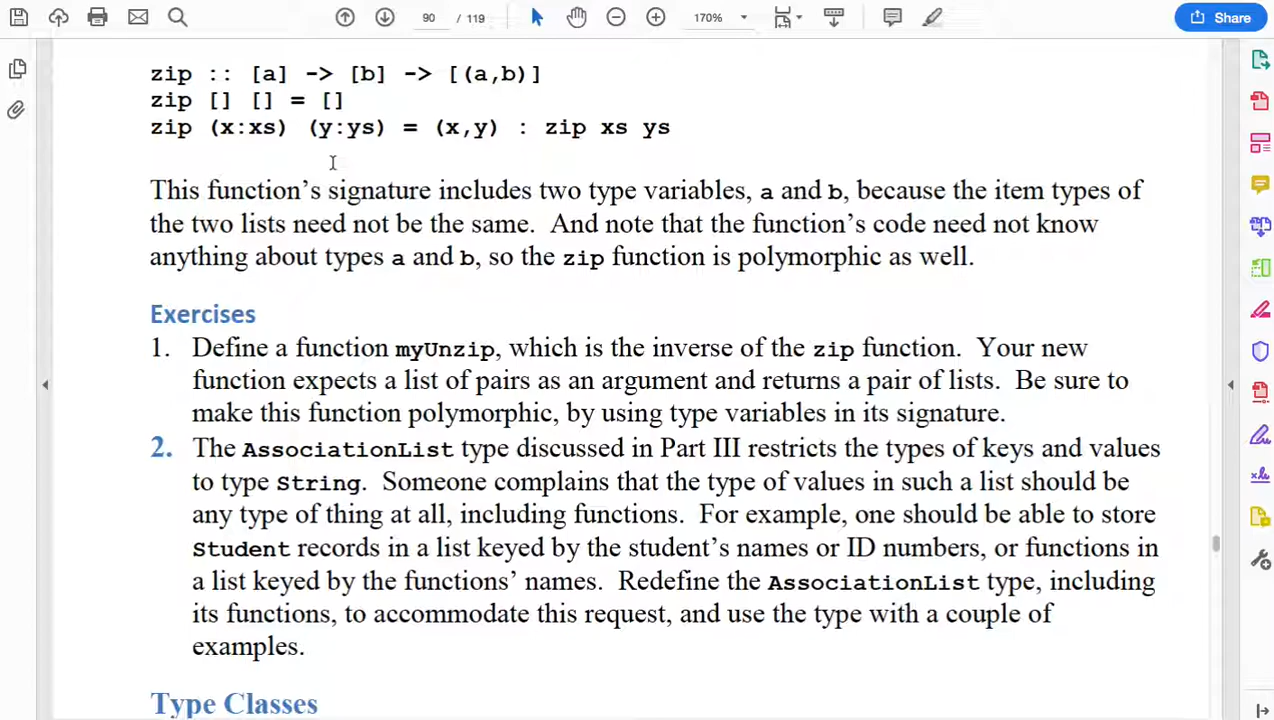 90 / 119
170%
Share
zip :: [a] -> [b] -> [(a,b)]
zip [] [] = []
zip (x:xs) (y:ys) = (x,y) : zip xs ys
This function’s signature includes two type variables, a and b, because the item types of
the two lists need not be the same. And note that the function’s code need not know
anything about types a and b, so the zip function is polymorphic as well.
Exercises
1. Define a function myUnzip, which is the inverse of the zip function. Your new
function expects a list of pairs as an argument and returns a pair of lists. Be sure to
make this function polymorphic, by using type variables in its signature.
2. The AssociationList type discussed in Part III restricts the types of keys and values
to type String. Someone complains that the type of values in such a list should be
any type of thing at all, including functions. For example, one should be able to store
Student records in a list keyed by the student’s names or ID numbers, or functions in
a list keyed by the functions’ names. Redefine the AssociationList type, including
its functions, to accommodate this request, and use the type with a couple of
examples.
Type Classes